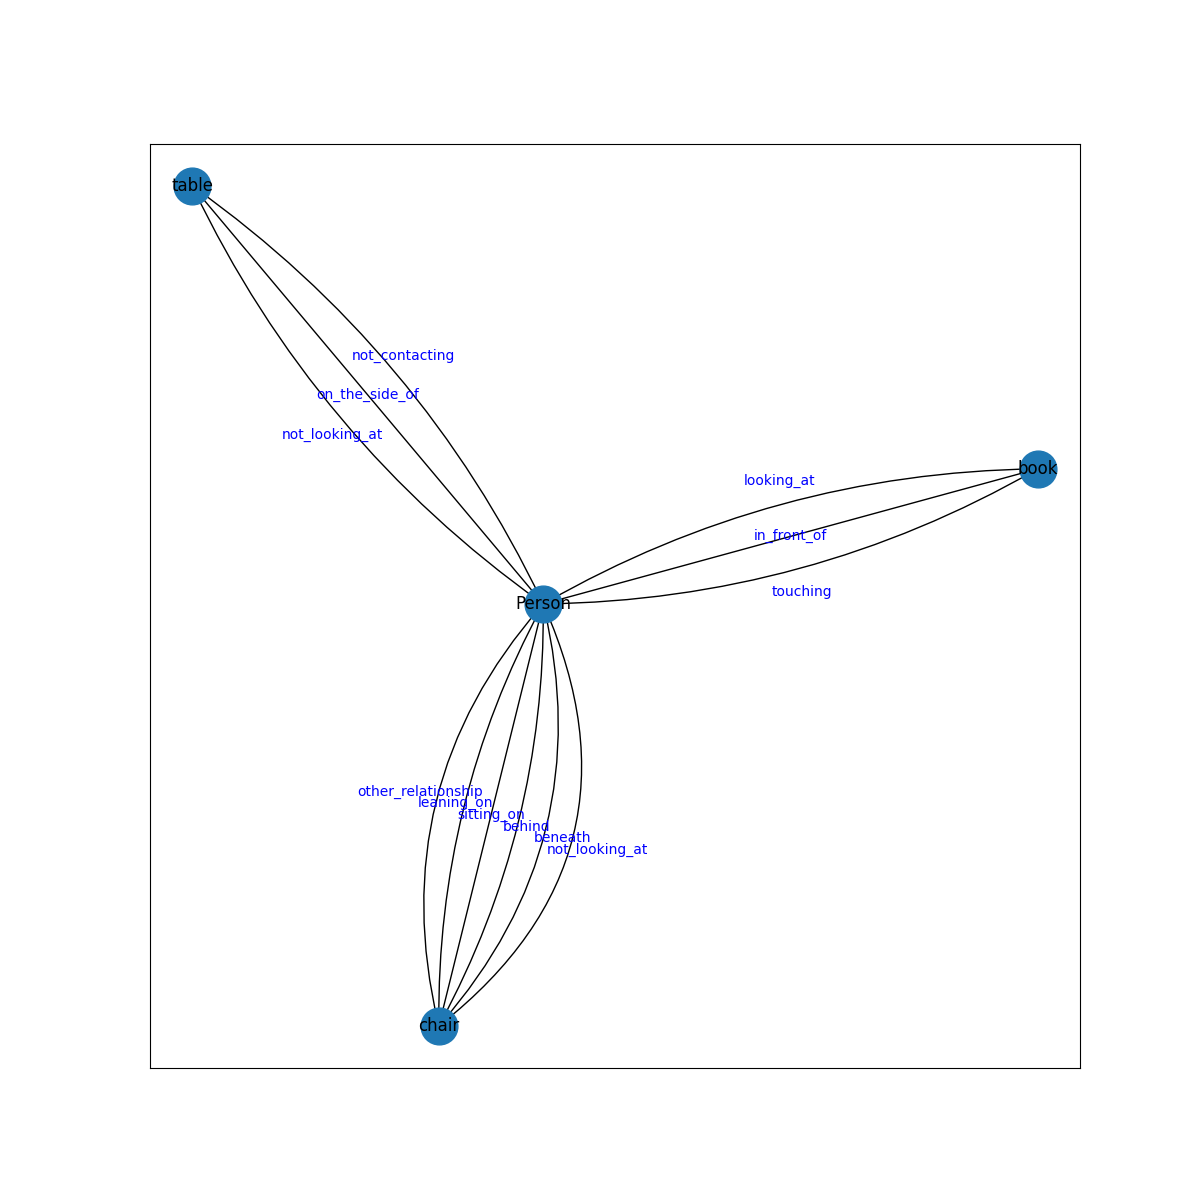 table
not_contacting
on_the_side_of
not_looking_at
book
looking_at
in_front_of
touching
Person
other_relationship
leaning_on
sitting_on
behind
beneath
not_looking_at
chair